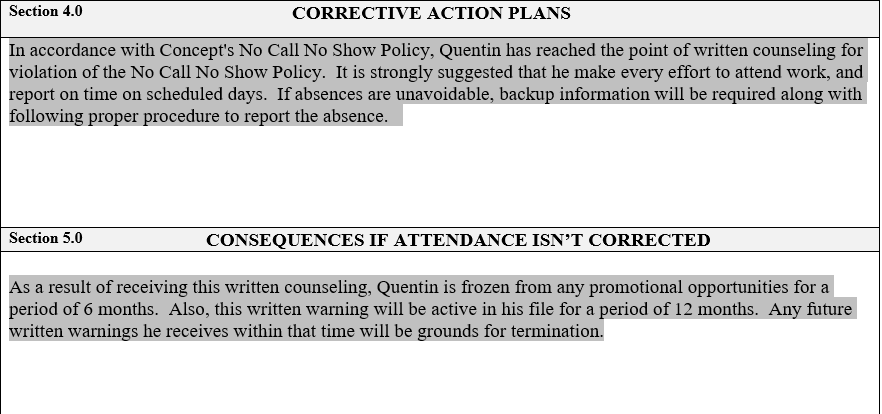 Section 4.0 CORRECTIVE ACTION PLANS
In accordance with Concept's No Call No Show Policy, Quentin has reached the point of written counseling for
violation of the No Call No Show Policy.  It is strongly suggested that he make every effort to attend work, and
report on time on scheduled days.  If absences are unavoidable, backup information will be required along with
following proper procedure to report the absence.
Section 5.0 CONSEQUENCES IF ATTENDANCE ISN’T CORRECTED
As a result of receiving this written counseling, Quentin is frozen from any promotional opportunities for a
period of 6 months.  Also, this written warning will be active in his file for a period of 12 months.  Any future
written warnings he receives within that time will be grounds for termination.